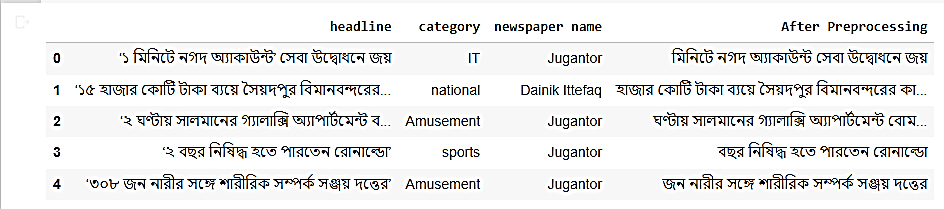 headline category newspaper name After Preprocessing
0 ‘১ মিনিটে নগদ অ্যাকাউন্ট’ সেবা উদ্বোধনে জয় IT Jugantor মিনিটে নগদ অ্যাকাউন্ট সেবা উদ্বোধনে জয়
1 ‘১৫ হাজার কোটি টাকা ব্যয়ে সৈয়দপুর বিমানবন্দরের... national Dainik Ittefaq হাজার কোটি টাকা ব্যয়ে সৈয়দপুর বিমানবন্দরের কা...
2 ‘২ ঘণ্টায় সালমানের গ্যালাক্সি অ্যাপার্টমেন্ট ব... Amusement Jugantor ঘণ্টায় সালমানের গ্যালাক্সি অ্যাপার্টমেন্ট বোম...
3 ‘২ বছর নিষিদ্ধ হতে পারতেন রোনাল্ডো’ sports Jugantor বছর নিষিদ্ধ হতে পারতেন রোনাল্ডো
4 ‘৩০৮ জন নারীর সঙ্গে শারীরিক সম্পর্ক সঞ্জয় দত্তের’ Amusement Jugantor জন নারীর সঙ্গে শারীরিক সম্পর্ক সঞ্জয় দত্তের